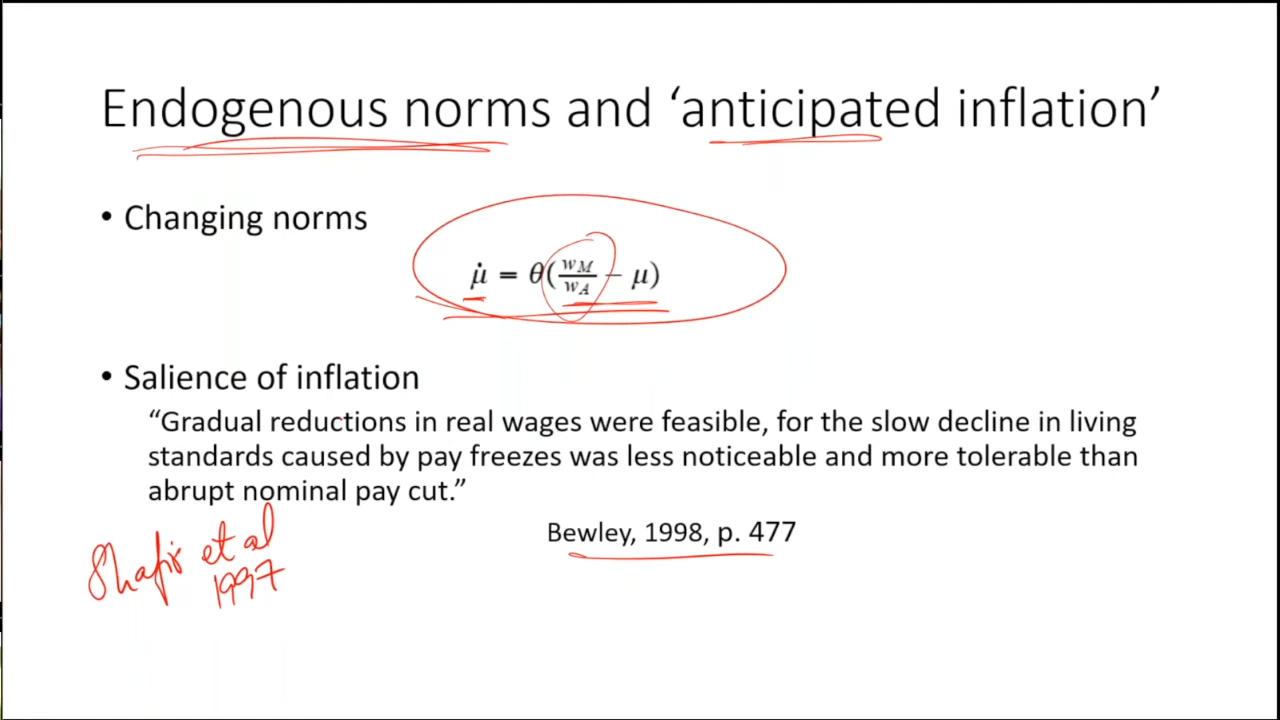 Endogenous norms and ‘anticipated inflation’
• Changing norms
μ̇ = θ(w_M/w_A − μ)
• Salience of inflation
“Gradual reductions in real wages were feasible, for the slow decline in living
standards caused by pay freezes was less noticeable and more tolerable than
abrupt nominal pay cut.”
Bewley, 1998, p. 477
Shafir et al
1997